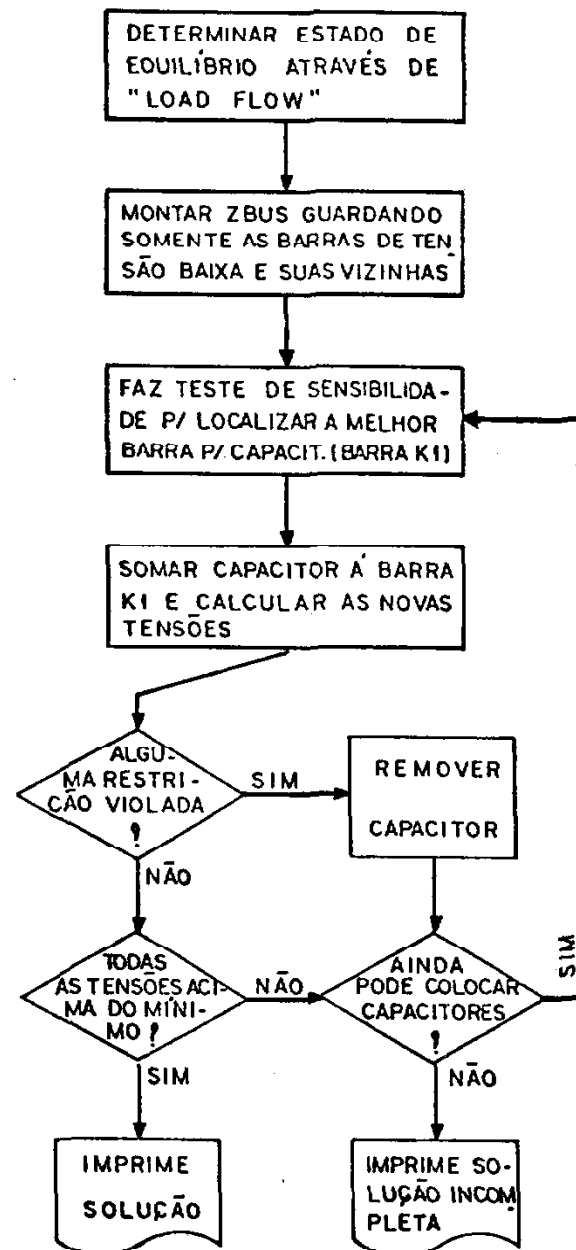 DETERMINAR ESTADO DE
EQUILÍBRIO ATRAVÉS DE
"LOAD FLOW"
MONTAR ZBUS GUARDANDO
SOMENTE AS BARRAS DE TEN
SÃO BAIXA E SUAS VIZINHAS
FAZ TESTE DE SENSIBILIDA-
DE P/ LOCALIZAR A MELHOR
BARRA P/ CAPACIT. (BARRA K1)
SOMAR CAPACITOR Á BARRA
K1 E CALCULAR AS NOVAS
TENSÕES
ALGU-
MA RESTRI-
CÃO VIOLADA
?
SIM
REMOVER
CAPACITOR
NÃO
TODAS
AS TENSÕES ACI-
MA DO MÍNI-
MO ?
NÃO
AINDA
PODE COLOCAR
CAPACITORES
?
SIM
SIM
NÃO
IMPRIME
SOLUÇÃO
IMPRIME SO-
LUÇÃO INCOM
PLETA